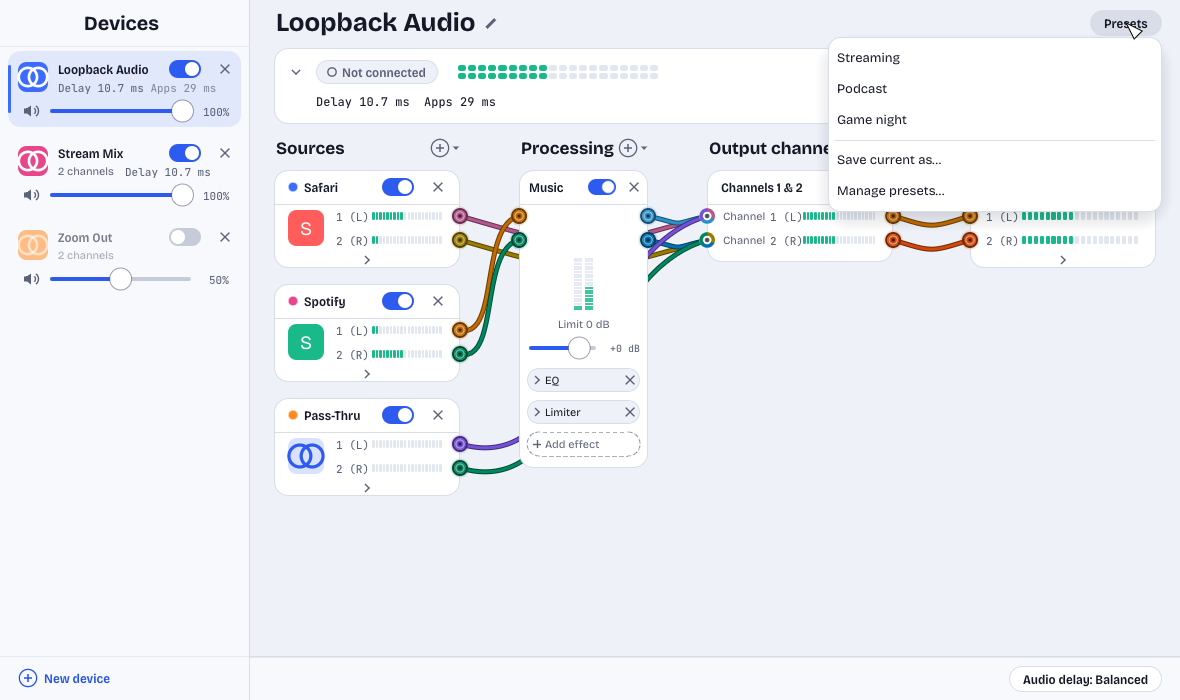 Devices
Loopback Audio
Delay 10.7 ms Apps 29 ms
100%
Stream Mix
2 channels Delay 10.7 ms
100%
Zoom Out
2 channels
50%
New device
Loopback Audio
Presets
Not connected
Delay 10.7 ms Apps 29 ms
Streaming
Podcast
Game night
Save current as...
Manage presets...
Sources
Safari
S
1 (L)
2 (R)
Spotify
S
1 (L)
2 (R)
Pass-Thru
1 (L)
2 (R)
Processing
Music
Limit 0 dB
+0 dB
EQ
Limiter
+ Add effect
Output channe
Channels 1 & 2
Channel 1 (L)
Channel 2 (R)
1 (L)
2 (R)
Audio delay: Balanced